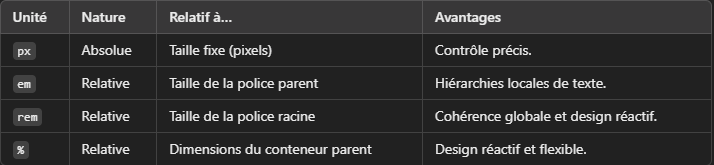 Unité Nature Relatif à... Avantages
px Absolue Taille fixe (pixels) Contrôle précis.
em Relative Taille de la police parent Hiérarchies locales de texte.
rem Relative Taille de la police racine Cohérence globale et design réactif.
% Relative Dimensions du conteneur parent Design réactif et flexible.